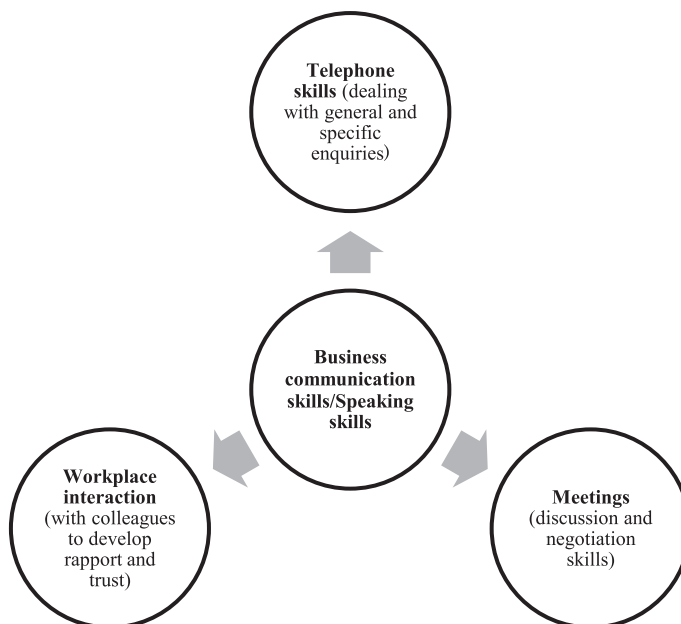 Telephone
skills (dealing
with general and
specific
enquiries)
Business
communication
skills/Speaking
skills
Workplace
interaction
(with colleagues
to develop
rapport and
trust)
Meetings
(discussion and
negotiation
skills)